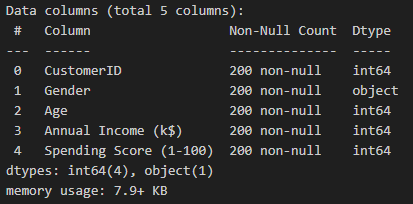 Data columns (total 5 columns):
 #   Column                  Non-Null Count  Dtype
---  ------                  --------------  -----
 0   CustomerID              200 non-null    int64
 1   Gender                  200 non-null    object
 2   Age                     200 non-null    int64
 3   Annual Income (k$)      200 non-null    int64
 4   Spending Score (1-100)  200 non-null    int64
dtypes: int64(4), object(1)
memory usage: 7.9+ KB